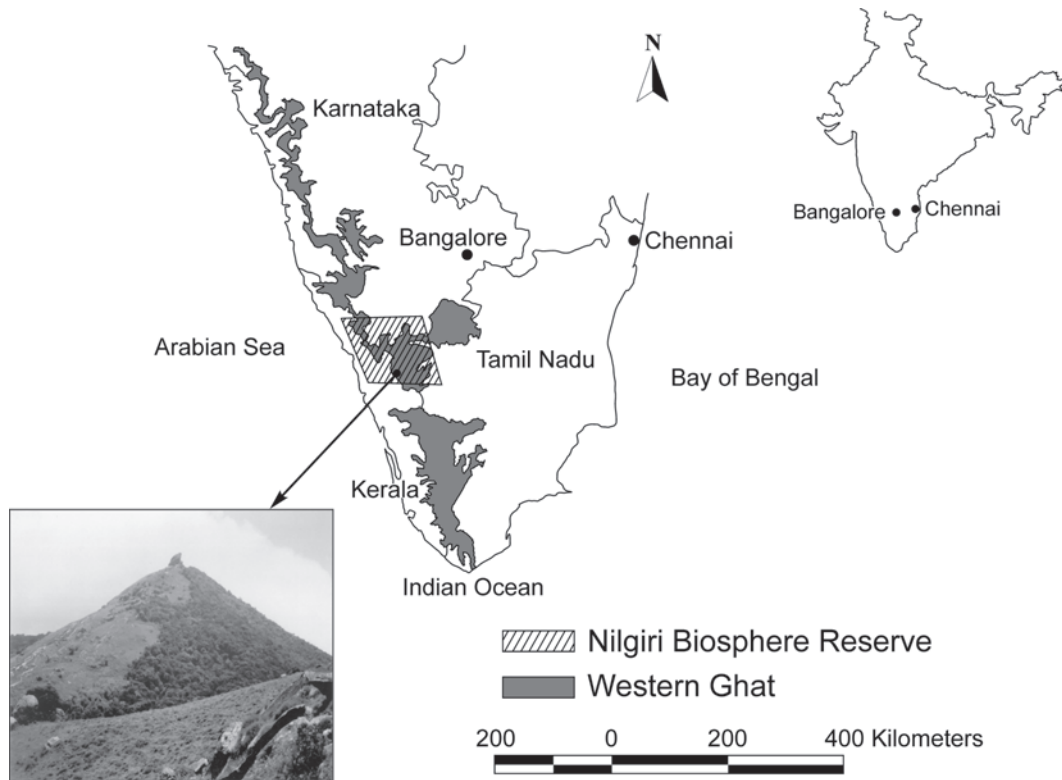 N
Karnataka
Bangalore
Chennai
Bangalore
Chennai
Arabian Sea
Tamil Nadu
Bay of Bengal
Kerala
Indian Ocean
Nilgiri Biosphere Reserve
Western Ghat
200 0 200 400 Kilometers